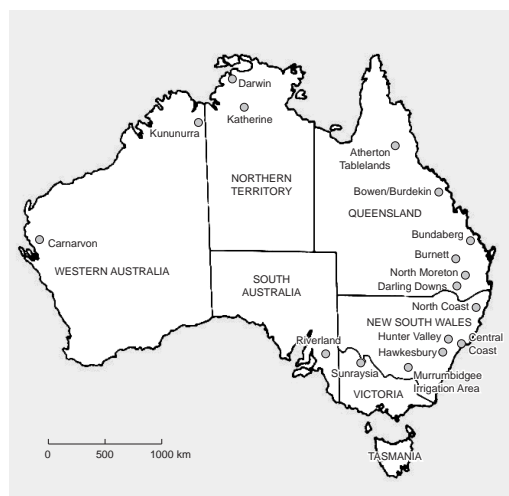 Darwin
Katherine
Kununurra
Atherton
Tablelands
NORTHERN
TERRITORY
Bowen/Burdekin
QUEENSLAND
Bundaberg
Carnarvon
Burnett
WESTERN AUSTRALIA
North Moreton
SOUTH
AUSTRALIA
Darling Downs
North Coast
NEW SOUTH WALES
Hunter Valley
Central
Coast
Riverland
Hawkesbury
Sunraysia
Murrumbidgee
Irrigation Area
VICTORIA
0 500 1000 km
TASMANIA